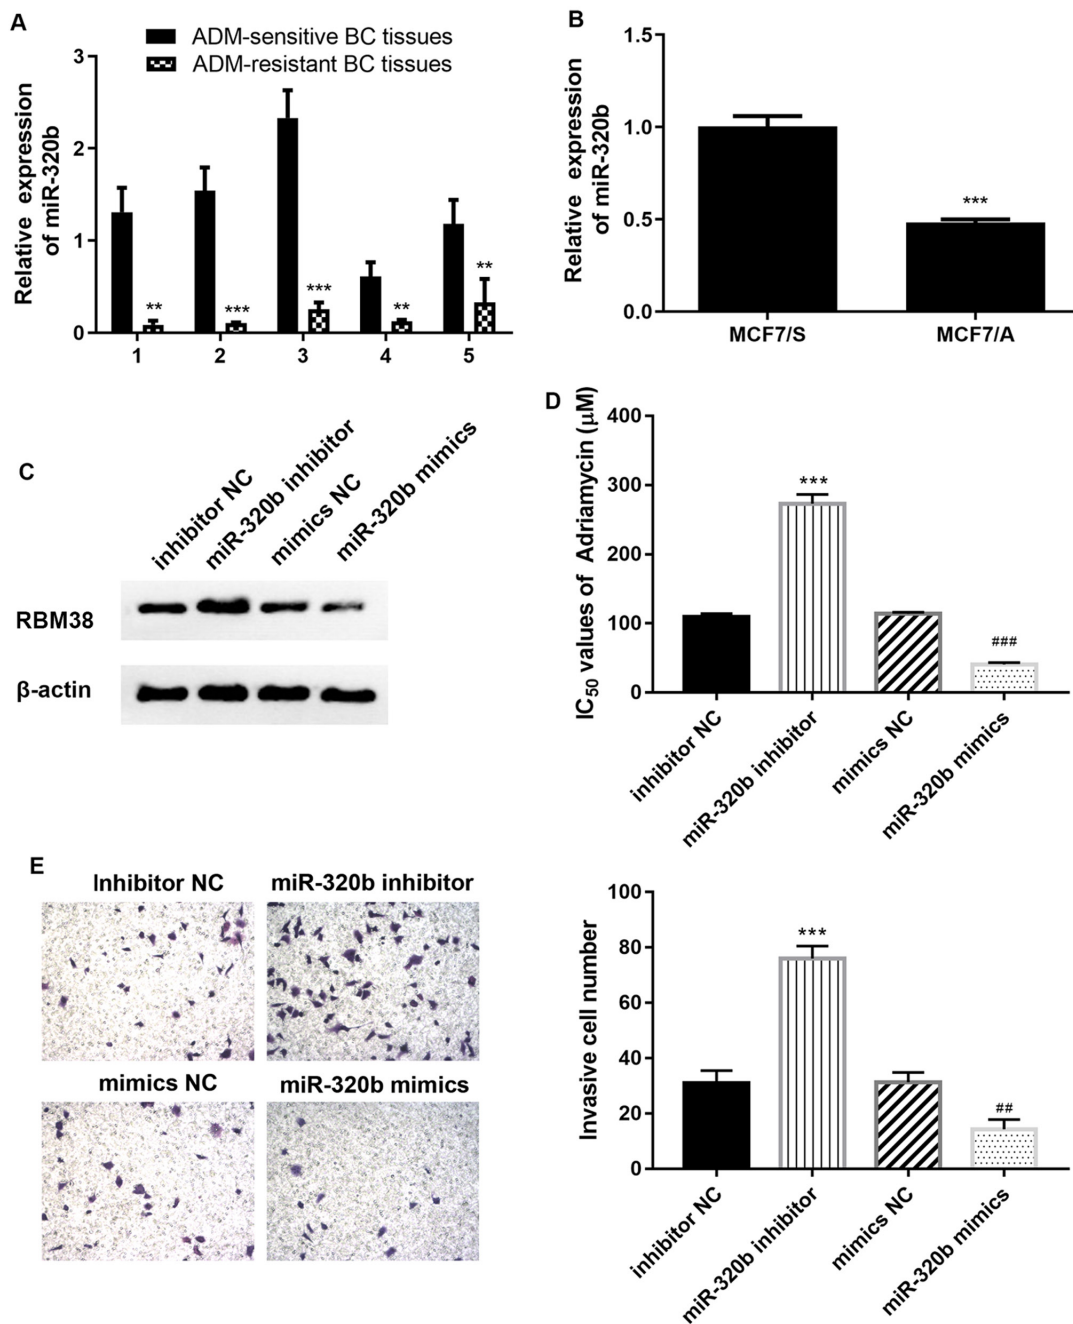 A
ADM-sensitive BC tissues
ADM-resistant BC tissues
Relative expression
of miR-320b
3
2
1
0
**
***
***
**
**
1 2 3 4 5
B
Relative expression
of miR-320b
1.5
1.0
0.5
0.0
***
MCF7/S MCF7/A
C
inhibitor NC
miR-320b inhibitor
mimics NC
miR-320b mimics
RBM38
β-actin
D
IC50 values of Adriamycin (μM)
400
300
200
100
0
***
###
inhibitor NC
miR-320b inhibitor
mimics NC
miR-320b mimics
E
Inhibitor NC miR-320b inhibitor
mimics NC miR-320b mimics
Invasive cell number
100
80
60
40
20
0
***
##
inhibitor NC
miR-320b inhibitor
mimics NC
miR-320b mimics